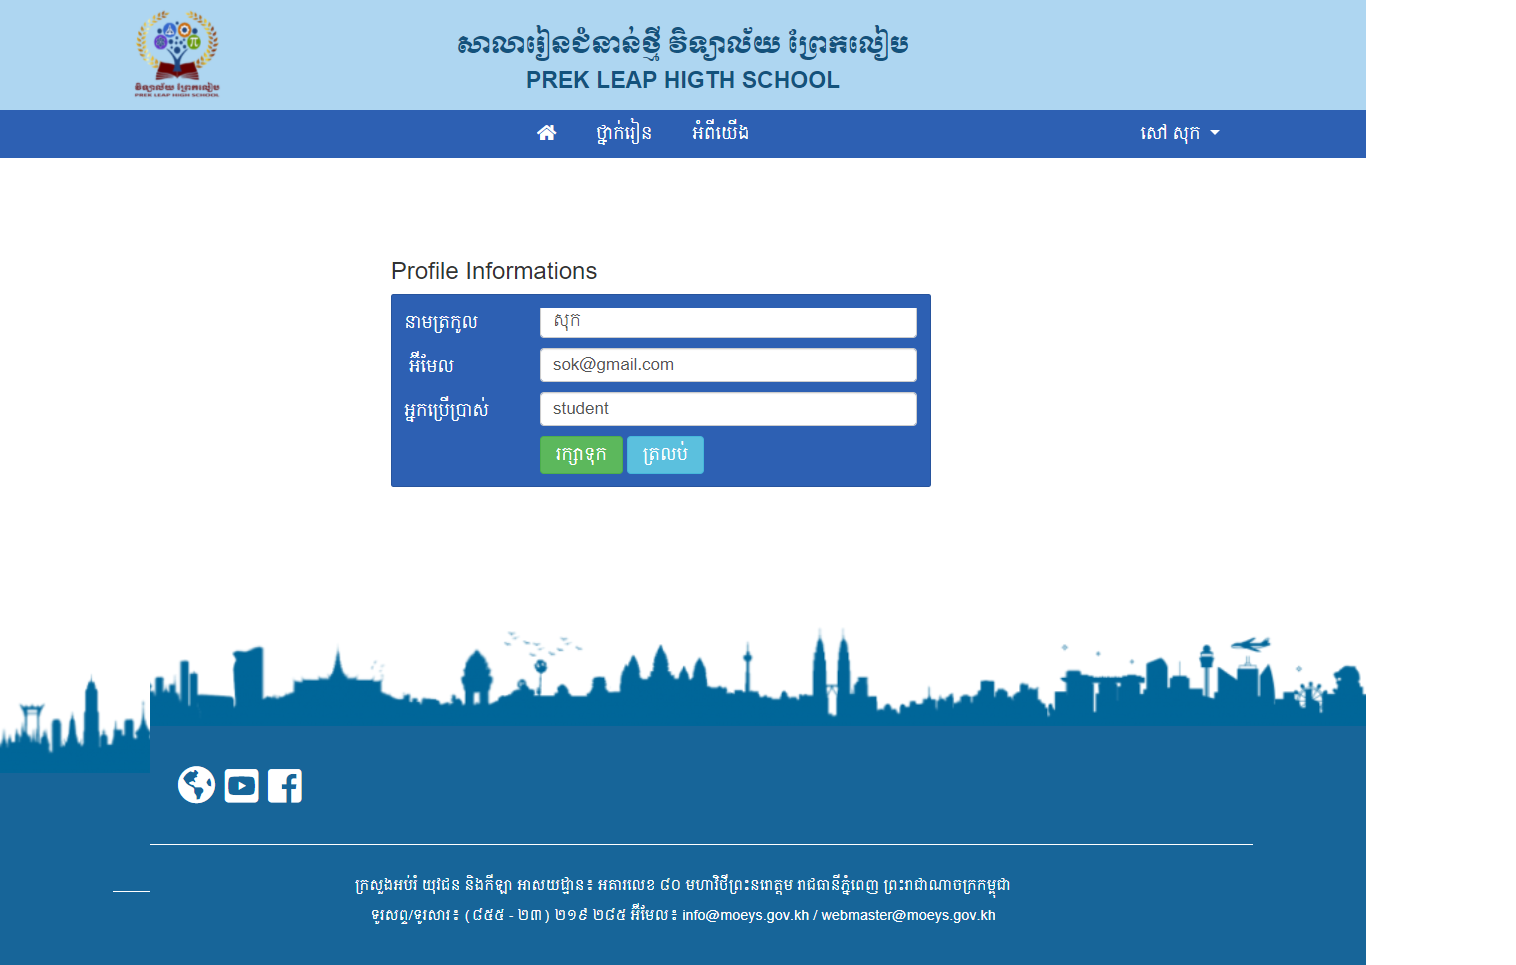 សាលារៀនជំនាន់ថ្មី វិទ្យាល័យ ព្រែកលៀប
PREK LEAP HIGTH SCHOOL
វិទ្យាល័យ ព្រែកលៀប
PREK LEAP HIGH SCHOOL
ថ្នាក់រៀន អំពីយើង សៅ សុក
Profile Informations
នាមត្រកូល សុក
អ៊ីមែល sok@gmail.com
អ្នកប្រើប្រាស់ student
រក្សាទុក ត្រលប់
ក្រសួងអប់រំ យុវជន និងកីឡា អាសយដ្ឋាន៖ អគារលេខ ៨០ មហាវិថីព្រះនរោត្តម រាជធានីភ្នំពេញ ព្រះរាជាណាចក្រកម្ពុជា
ទូរសព្ទ/ទូរសារ៖ (៨៥៥ - ២៣) ២១៩ ២៨៥ អ៊ីមែល៖ info@moeys.gov.kh / webmaster@moeys.gov.kh